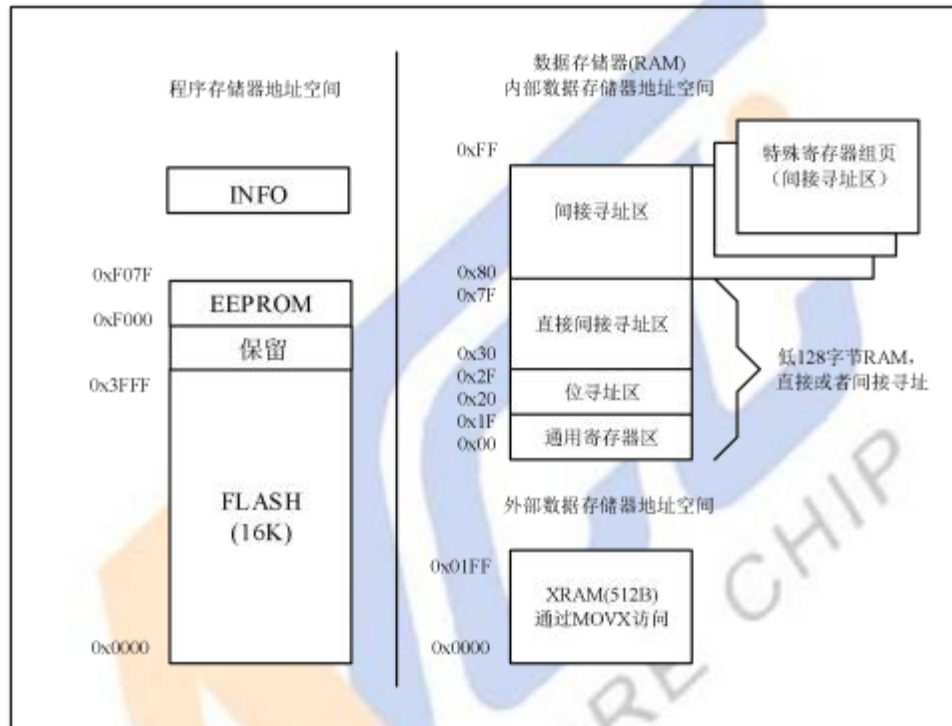 程序存储器地址空间
INFO
0xF07F
EEPROM
0xF000
保留
0x3FFF
FLASH
(16K)
0x0000
数据存储器(RAM)
内部数据存储器地址空间
0xFF
特殊寄存器组页
（间接寻址区）
间接寻址区
0x80
0x7F
直接间接寻址区
0x30
0x2F
位寻址区
0x20
0x1F
通用寄存器区
0x00
低128字节RAM，
直接或者间接寻址
外部数据存储器地址空间
0x01FF
XRAM(512B)
通过MOVX访问
0x0000
RE CHIP